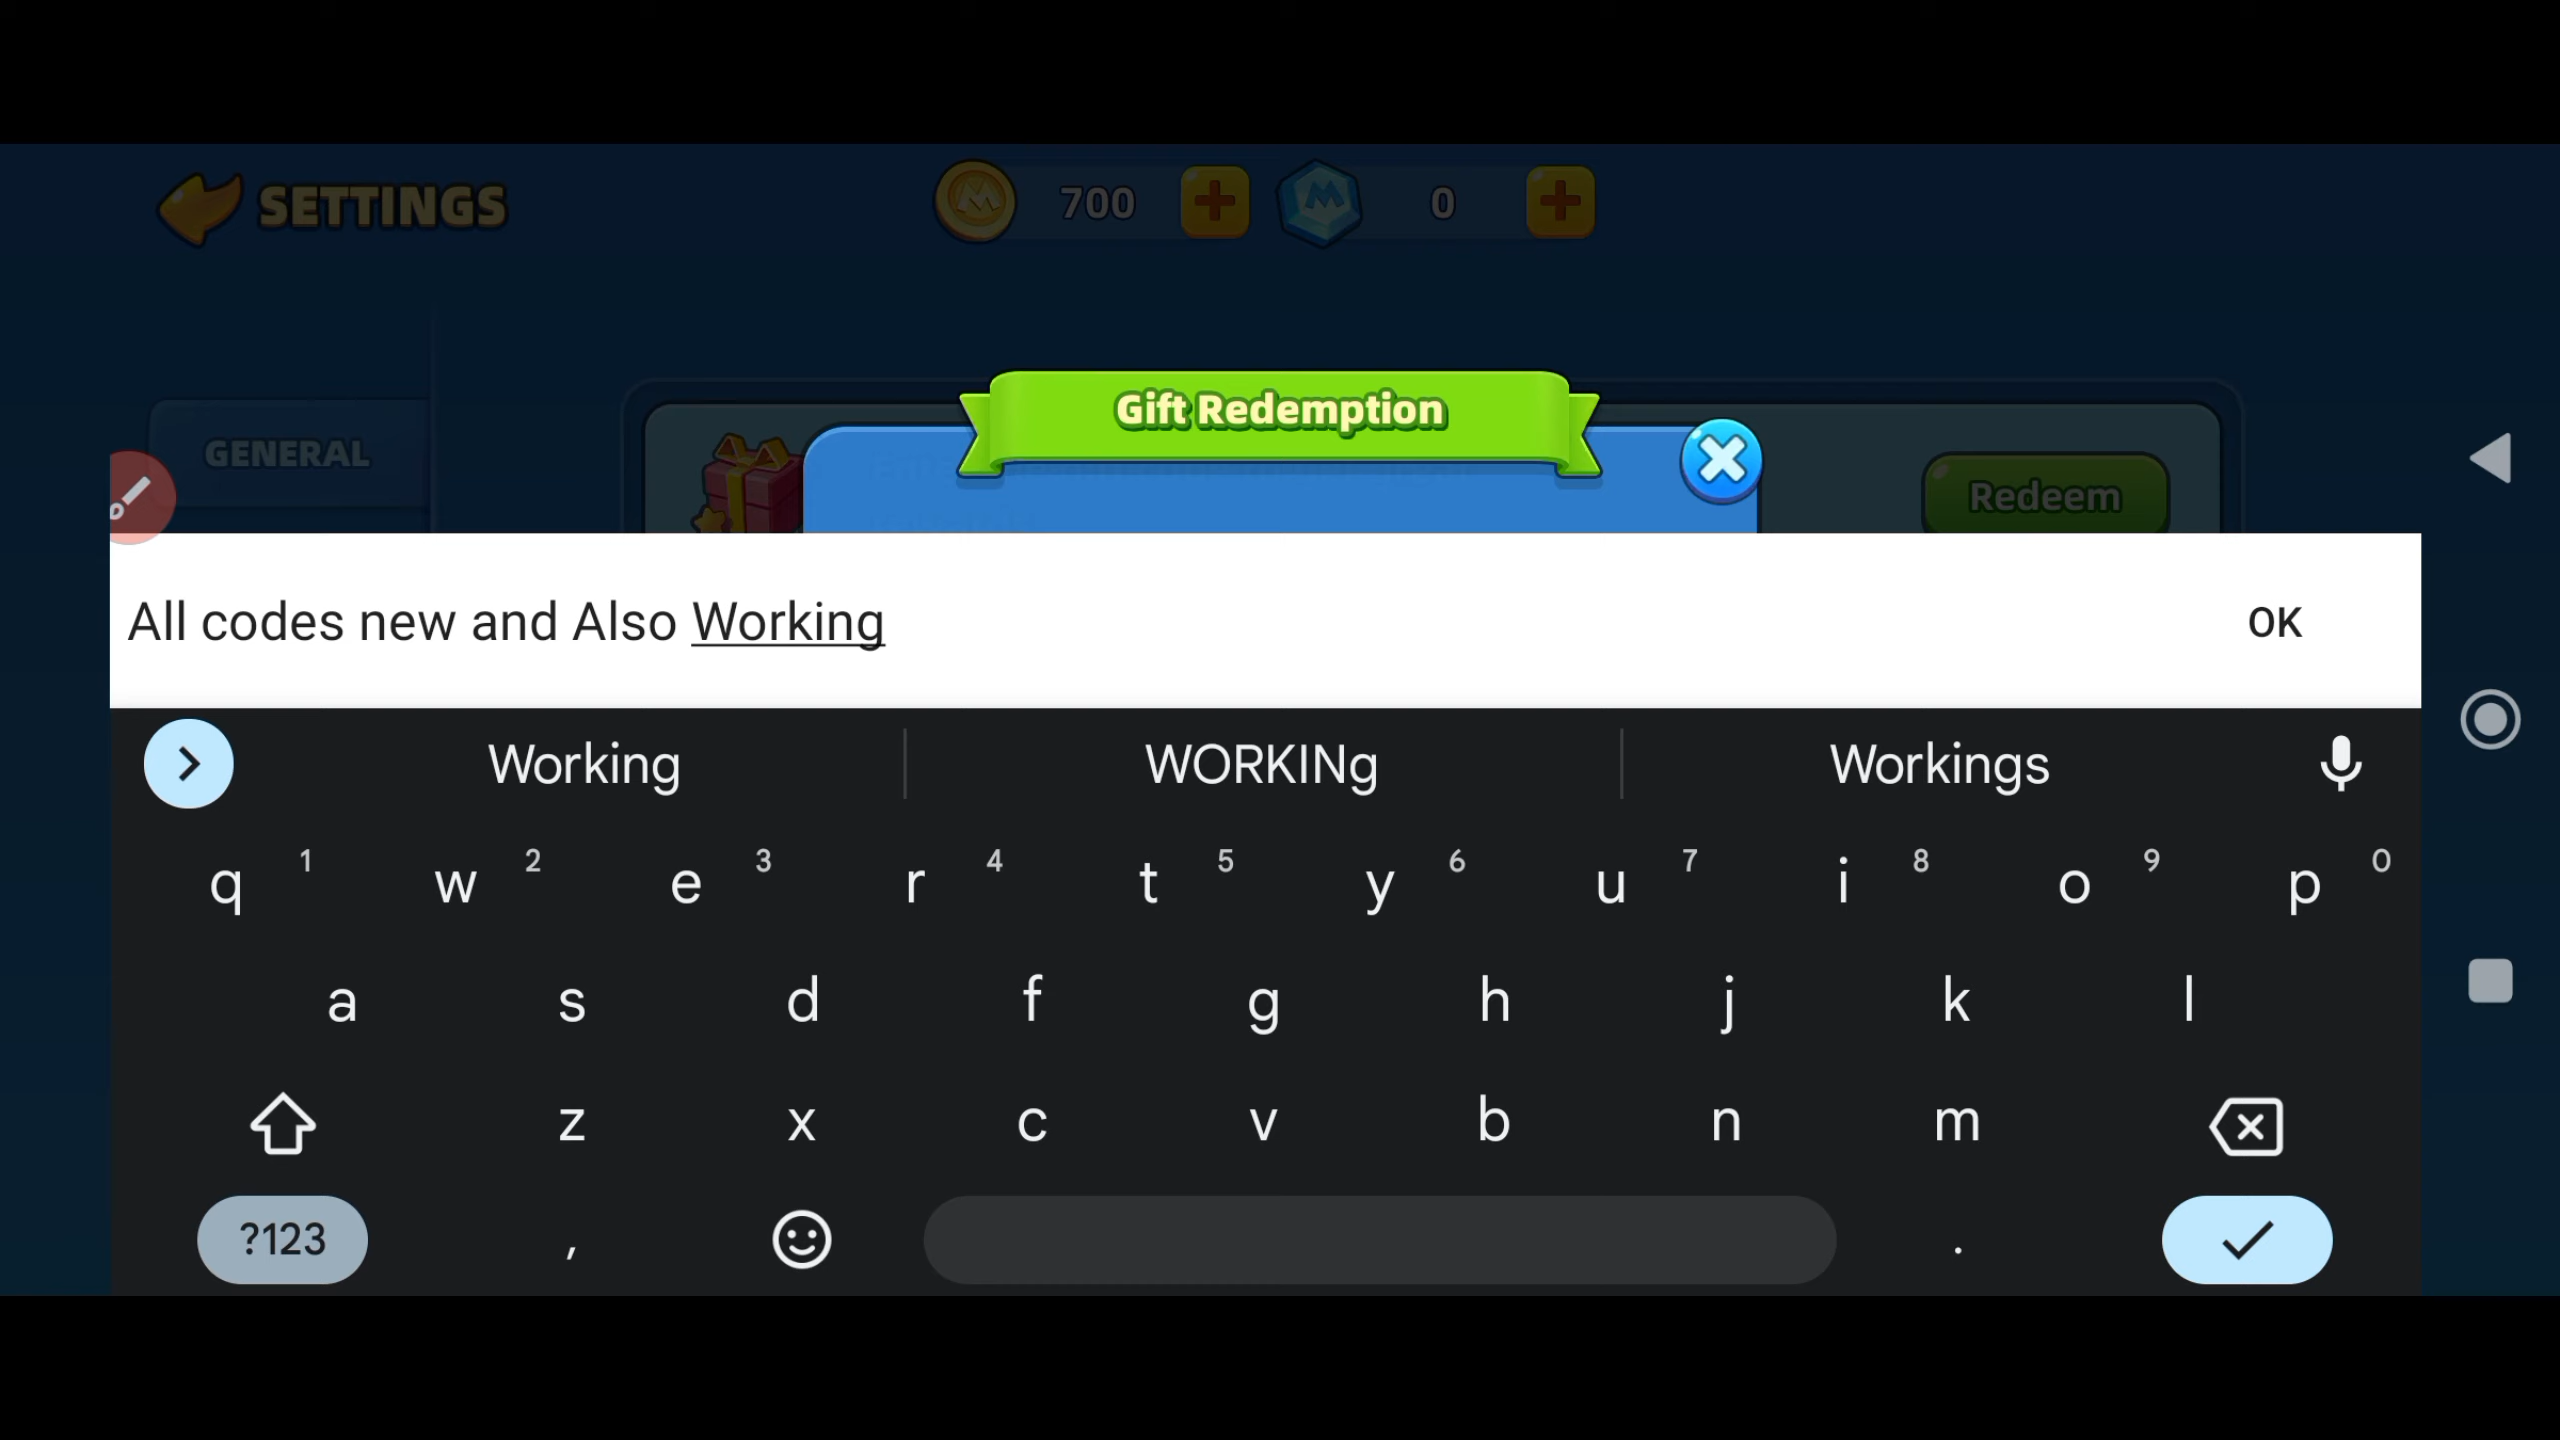 SETTINGS
700
0
GENERAL
Gift Redemption
Redeem
All codes new and Also Working
OK
Working
WORKINg
Workings
q 1 w 2 e 3 r 4 t 5 y 6 u 7 i 8 o 9 p 0
a s d f g h j k l
z x c v b n m
?123 , .